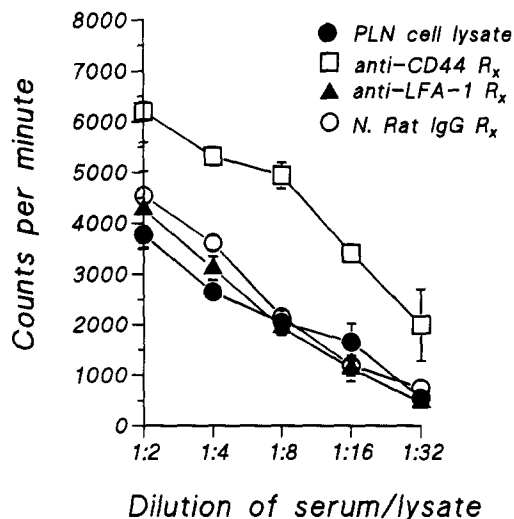 PLN cell lysate
anti-CD44 Rx
anti-LFA-1 Rx
N. Rat IgG Rx
Counts per minute
8000
7000
6000
5000
4000
3000
2000
1000
0
1:2 1:4 1:8 1:16 1:32
Dilution of serum/lysate